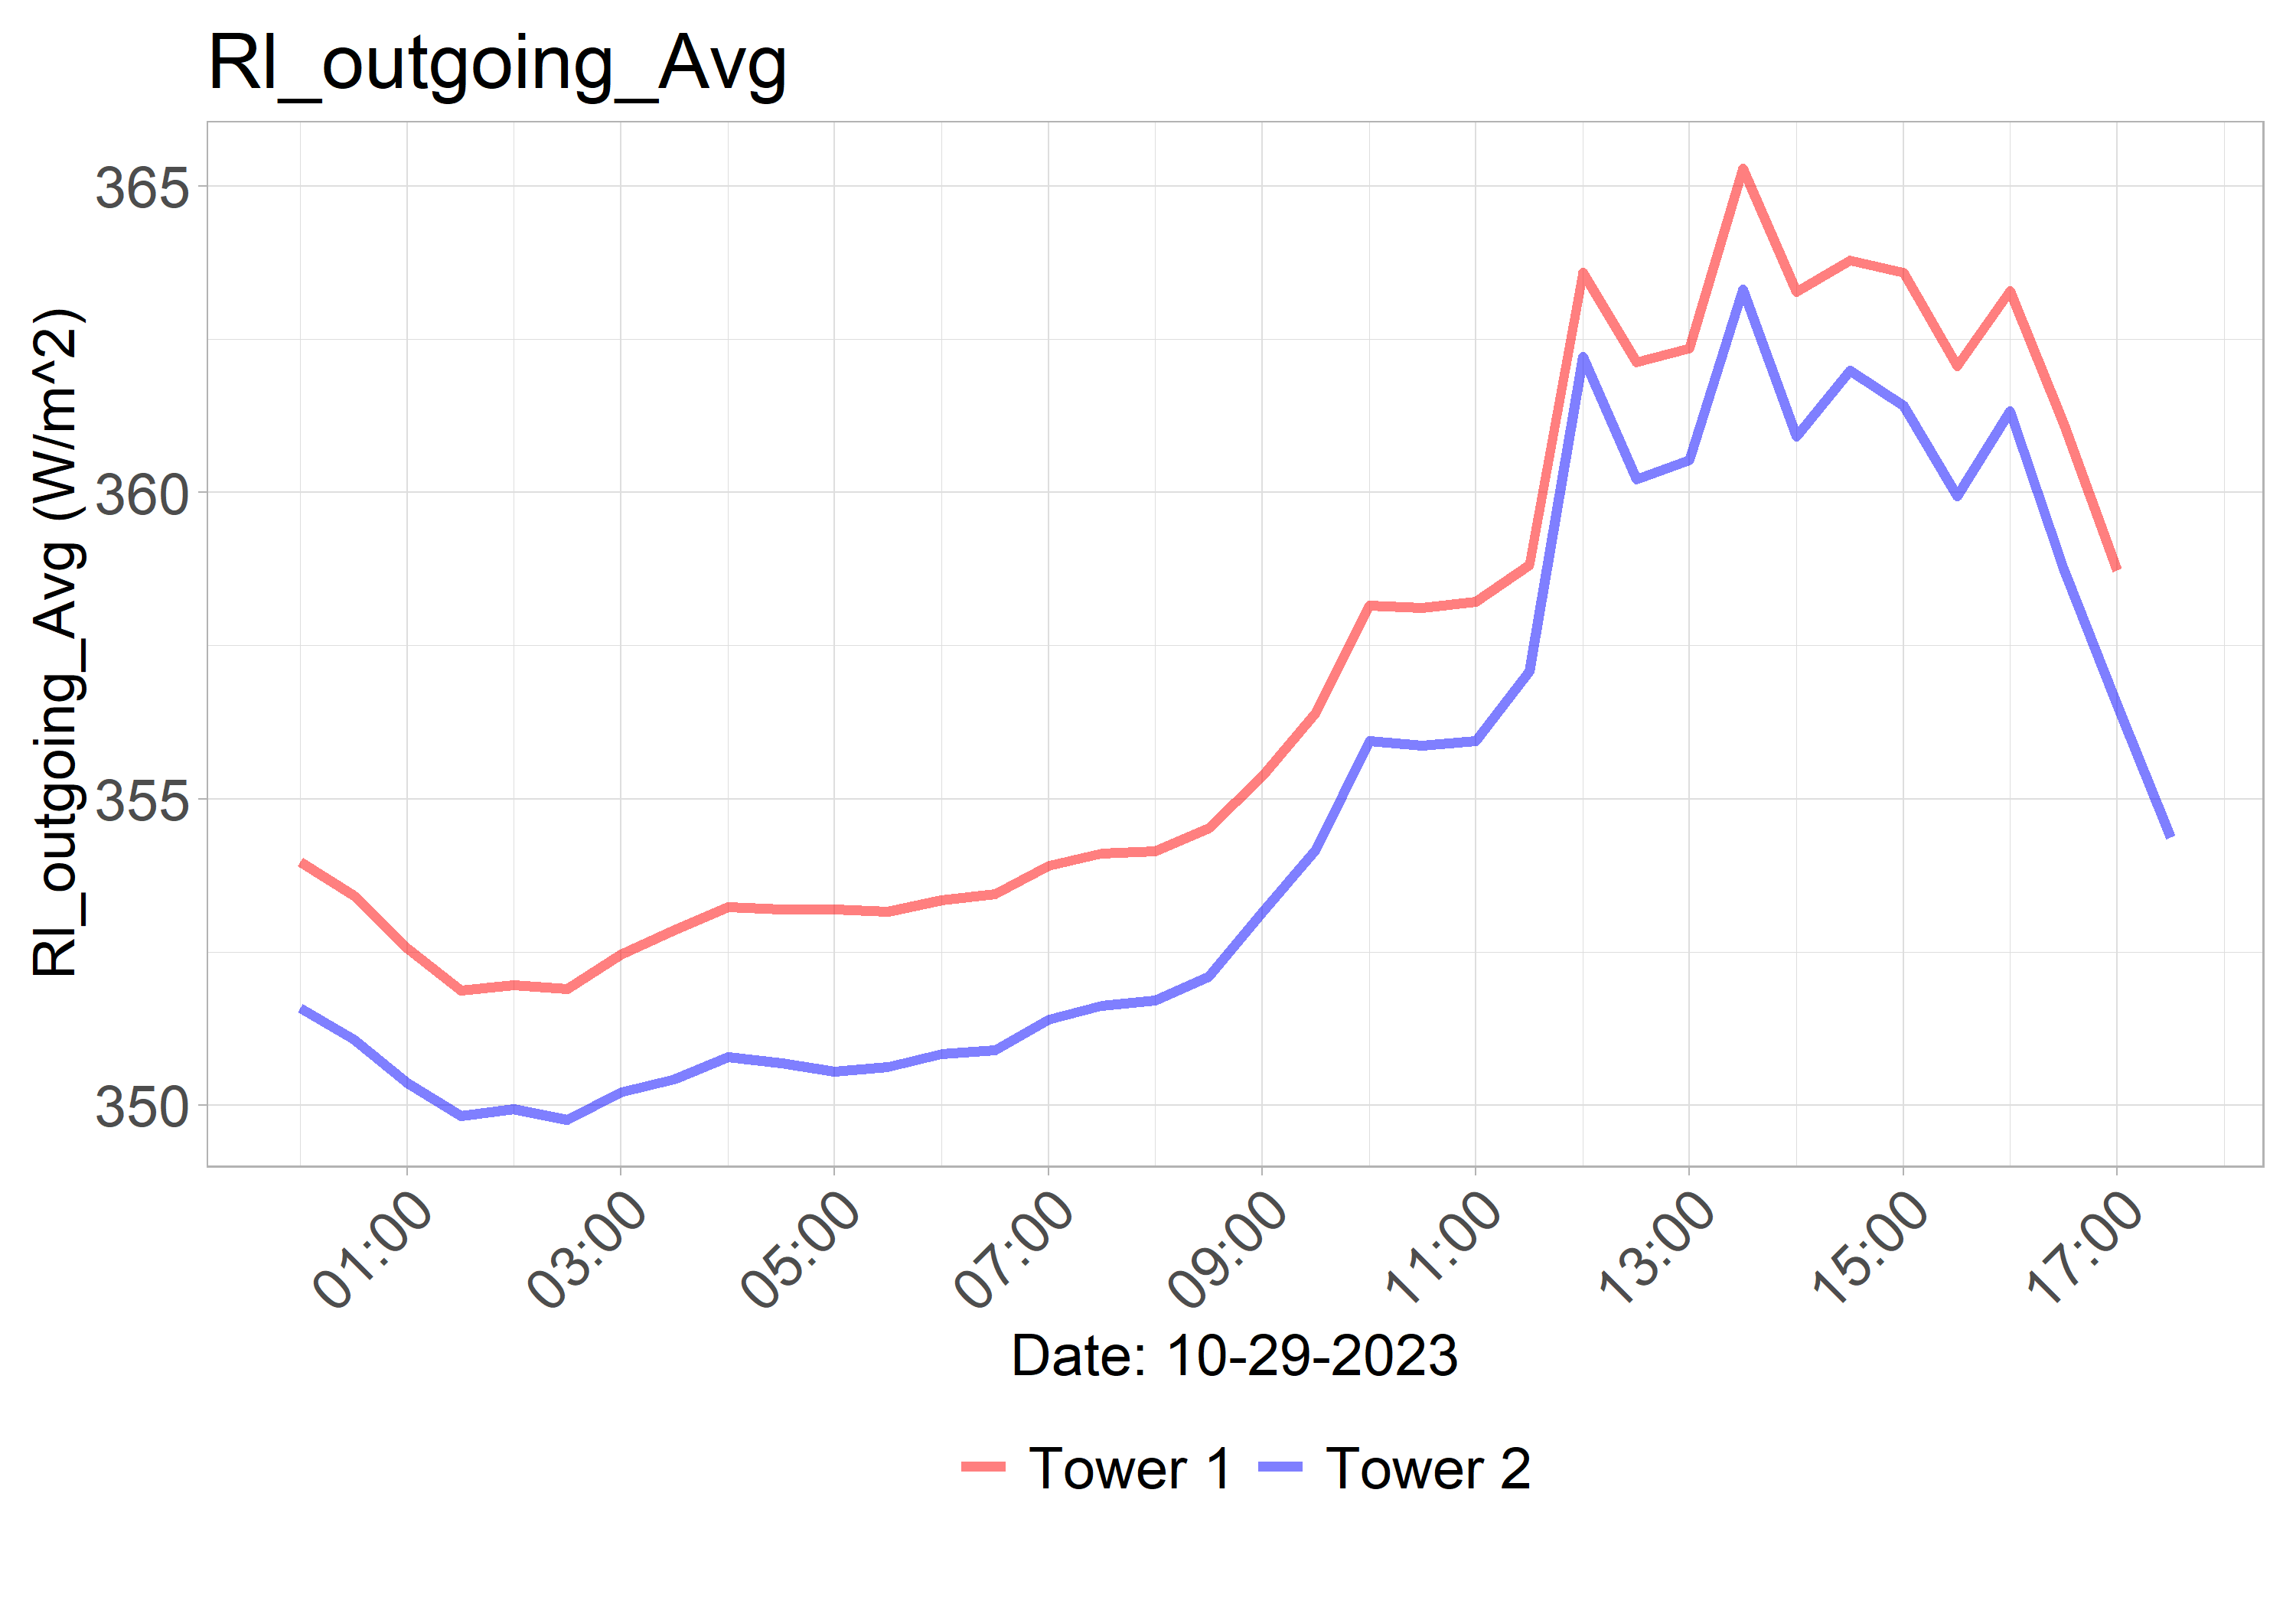 Rl_outgoing_Avg
Rl_outgoing_Avg (W/m^2)
365
360
355
350
01:00 03:00 05:00 07:00 09:00 11:00 13:00 15:00 17:00
Date: 10-29-2023
Tower 1 Tower 2